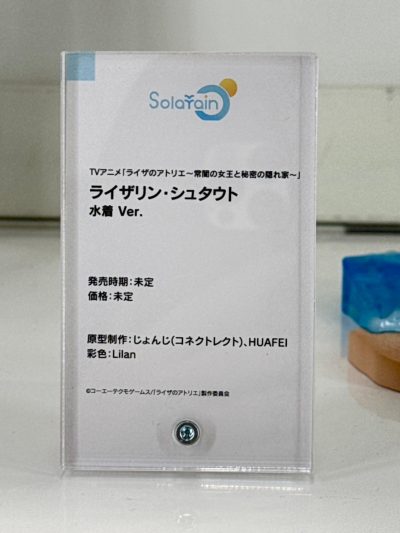 Solarain
TVアニメ「ライザのアトリエ～常闇の女王と秘密の隠れ家～」
ライザリン・シュタウト
水着 Ver.
発売時期：未定
価格：未定
原型制作：じょんじ(コネクトレクト)、HUAFEI
彩色：Lilan
©コーエーテクモゲームス/「ライザのアトリエ」製作委員会